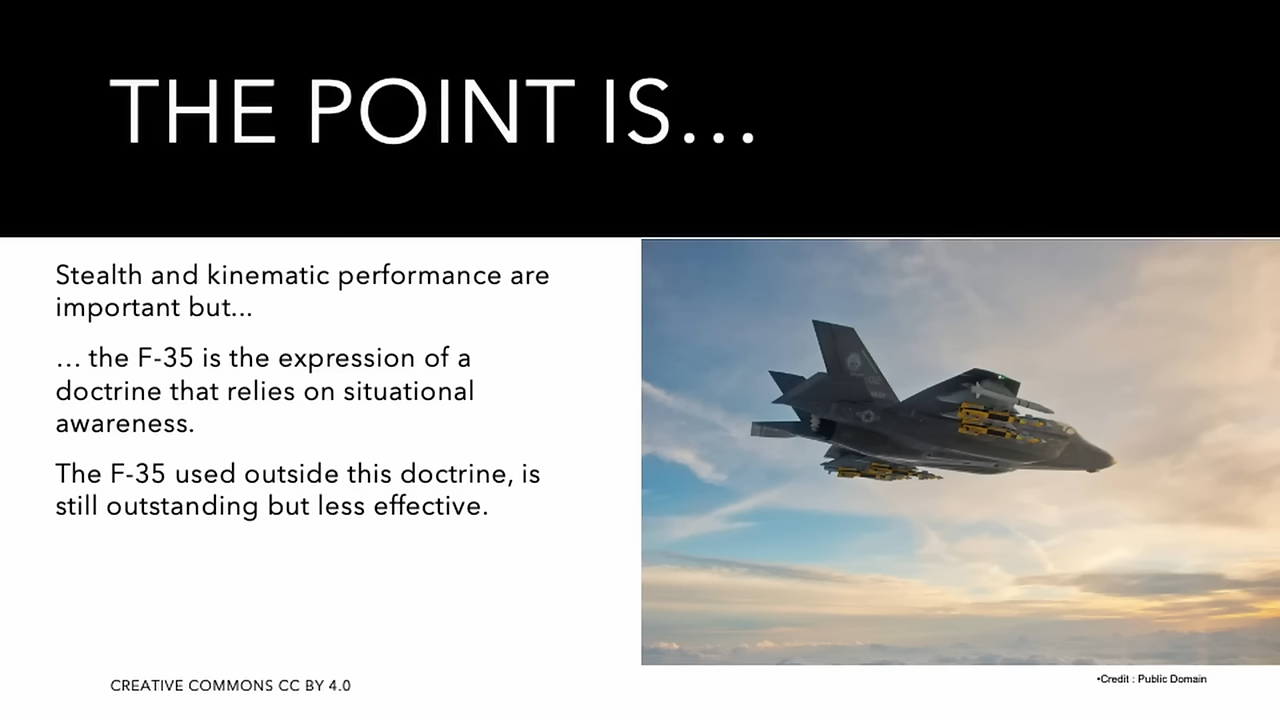 THE POINT IS...
Stealth and kinematic performance are
important but...
... the F-35 is the expression of a
doctrine that relies on situational
awareness.
The F-35 used outside this doctrine, is
still outstanding but less effective.
CREATIVE COMMONS CC BY 4.0
•Credit : Public Domain